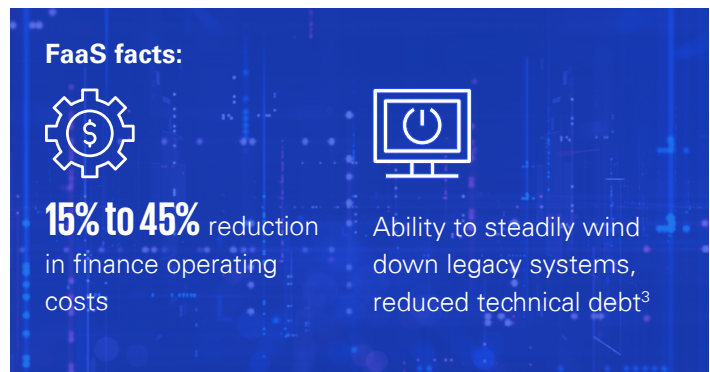 FaaS facts:
$
15% to 45% reduction
in finance operating
costs
Ability to steadily wind
down legacy systems,
reduced technical debt³